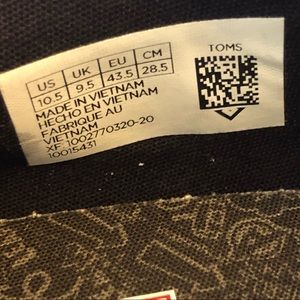 TOMS
US UK EU CM
10.5 9.5 43.5 28.5
MADE IN VIETNAM
HECHO EN VIETNAM
FABRIQUE AU
VIETNAM
XF 1002770320-20
10015431